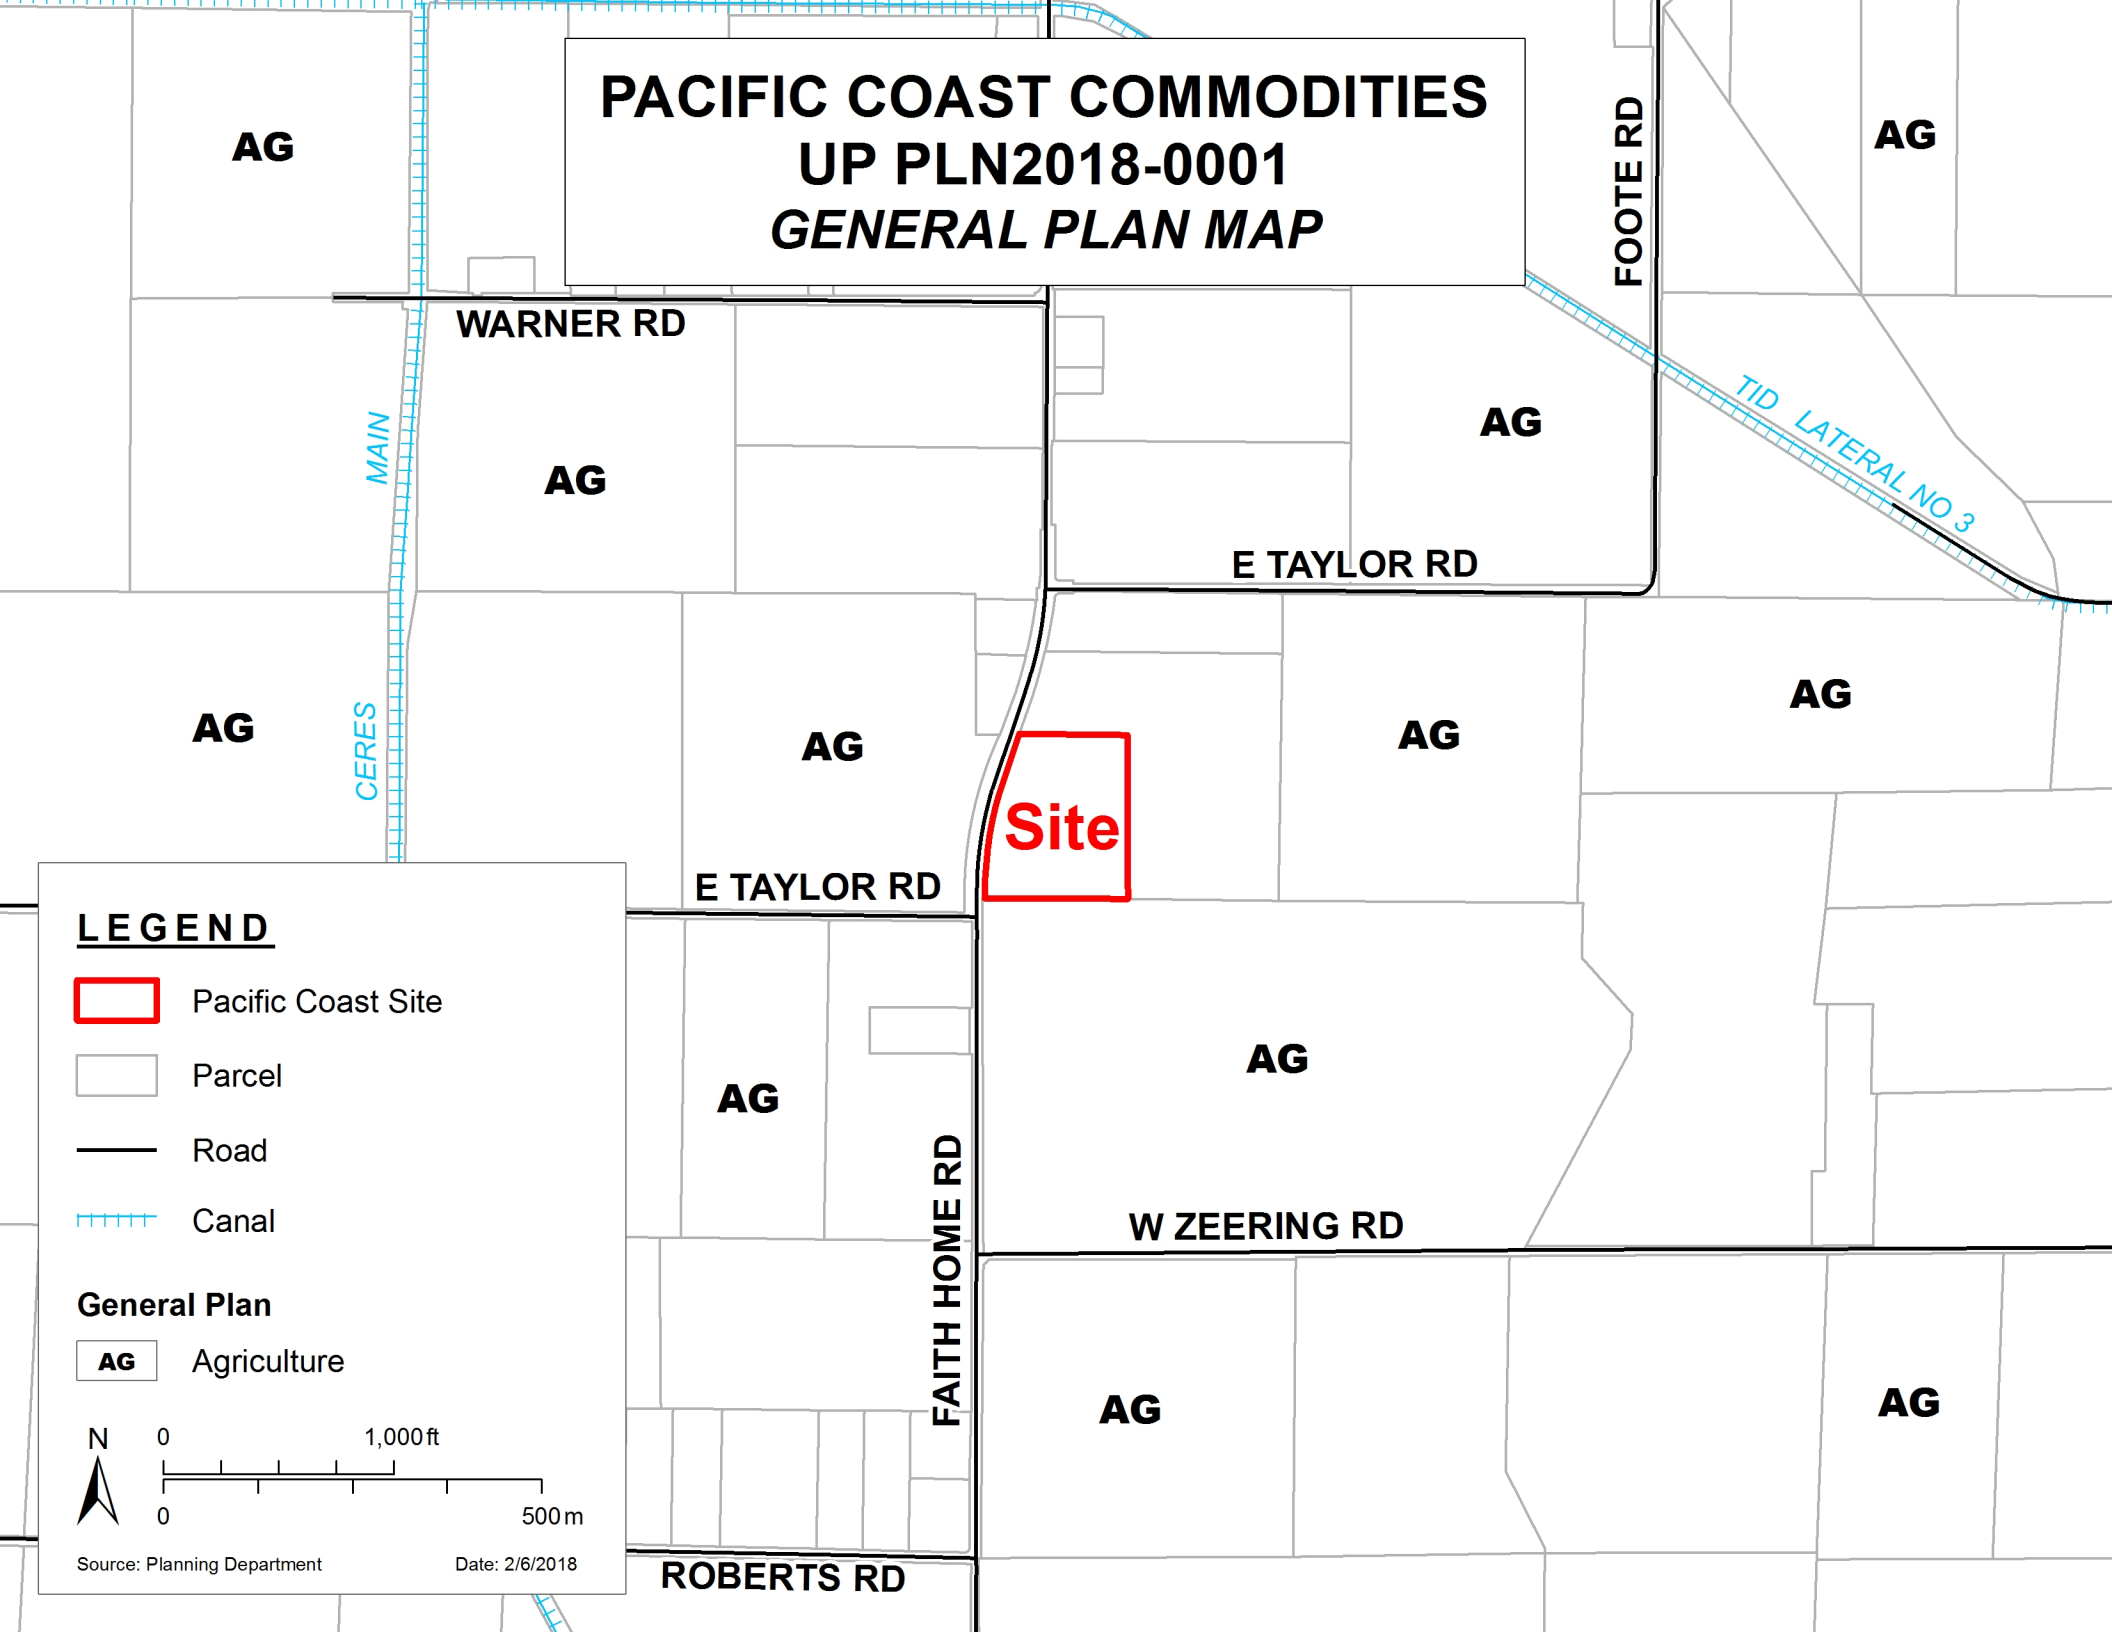 PACIFIC COAST COMMODITIES
UP PLN2018-0001
GENERAL PLAN MAP
AG
FOOTE RD
AG
WARNER RD
MAIN
AG
AG
TID LATERAL NO 3
E TAYLOR RD
CERES
AG
AG
AG
AG
Site
E TAYLOR RD
AG
AG
FAITH HOME RD
W ZEERING RD
AG
AG
ROBERTS RD
LEGEND
Pacific Coast Site
Parcel
Road
Canal
General Plan
AG Agriculture
N
0 1,000 ft
0 500 m
Source: Planning Department Date: 2/6/2018